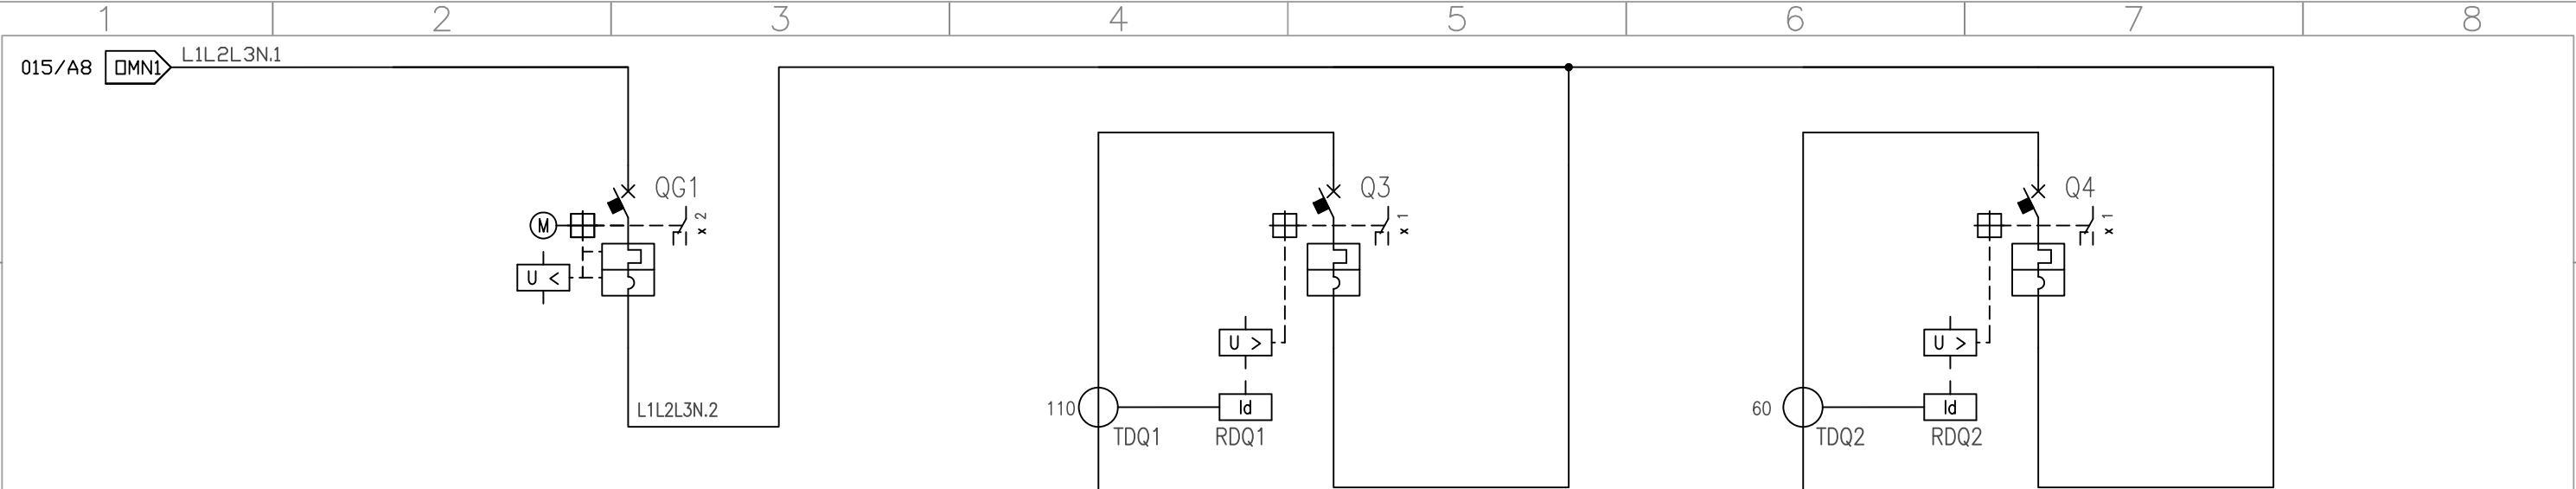 1 2 3 4 5 6 7 8
015/A8 OMN1 L1L2L3N.1
QG1 Q3 Q4
x 2 x 1 x 1
M
U <
U > U >
L1L2L3N.2 110 Id 60 Id
TDQ1 RDQ1 TDQ2 RDQ2